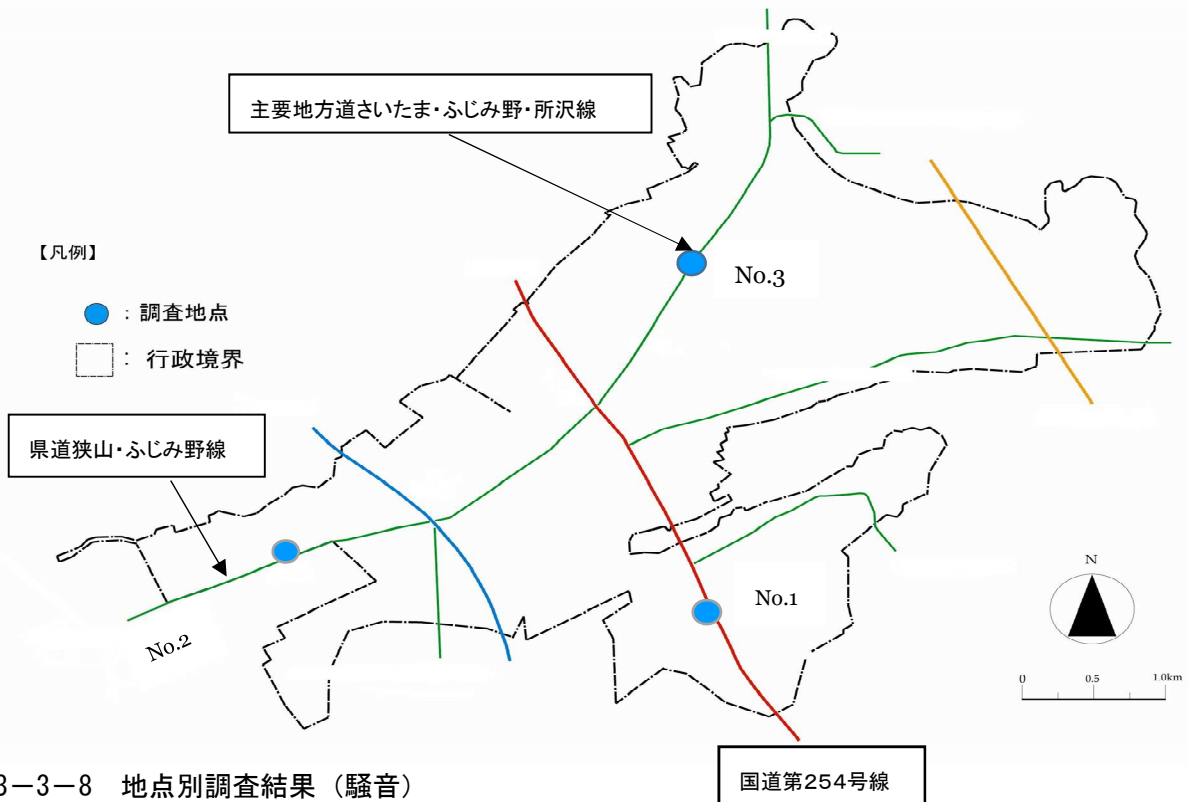 主要地方道さいたま・ふじみ野・所沢線
【凡例】
：調査地点
：行政境界
No.3
県道狭山・ふじみ野線
No.2
No.1
N
0 0.5 1.0km
国道第254号線
3-3-8 地点別調査結果（騒音）